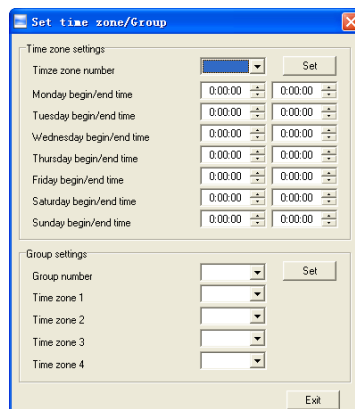 Set time zone/Group
Time zone settings
Timze zone number Set
Monday begin/end time 0:00:00 0:00:00
Tuesday begin/end time 0:00:00 0:00:00
Wednesday begin/end time 0:00:00 0:00:00
Thursday begin/end time 0:00:00 0:00:00
Friday begin/end time 0:00:00 0:00:00
Saturday begin/end time 0:00:00 0:00:00
Sunday begin/end time 0:00:00 0:00:00
Group settings
Group number Set
Time zone 1
Time zone 2
Time zone 3
Time zone 4
Exit